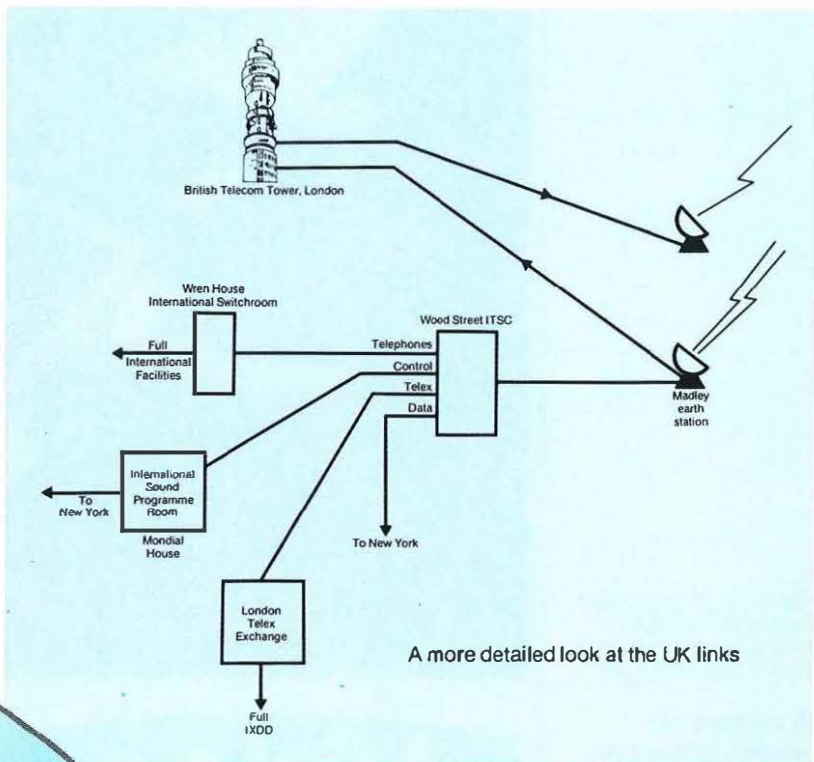 British Telecom Tower, London
Wren House
International Switchroom
Full
International
Facilities
Wood Street ITSC
Telephones
Control
Telex
Data
Madley
earth
station
International
Sound
Programme
Room
To
New York
Mondial
House
To New York
London
Telex
Exchange
Full
IXDD
A more detailed look at the UK links